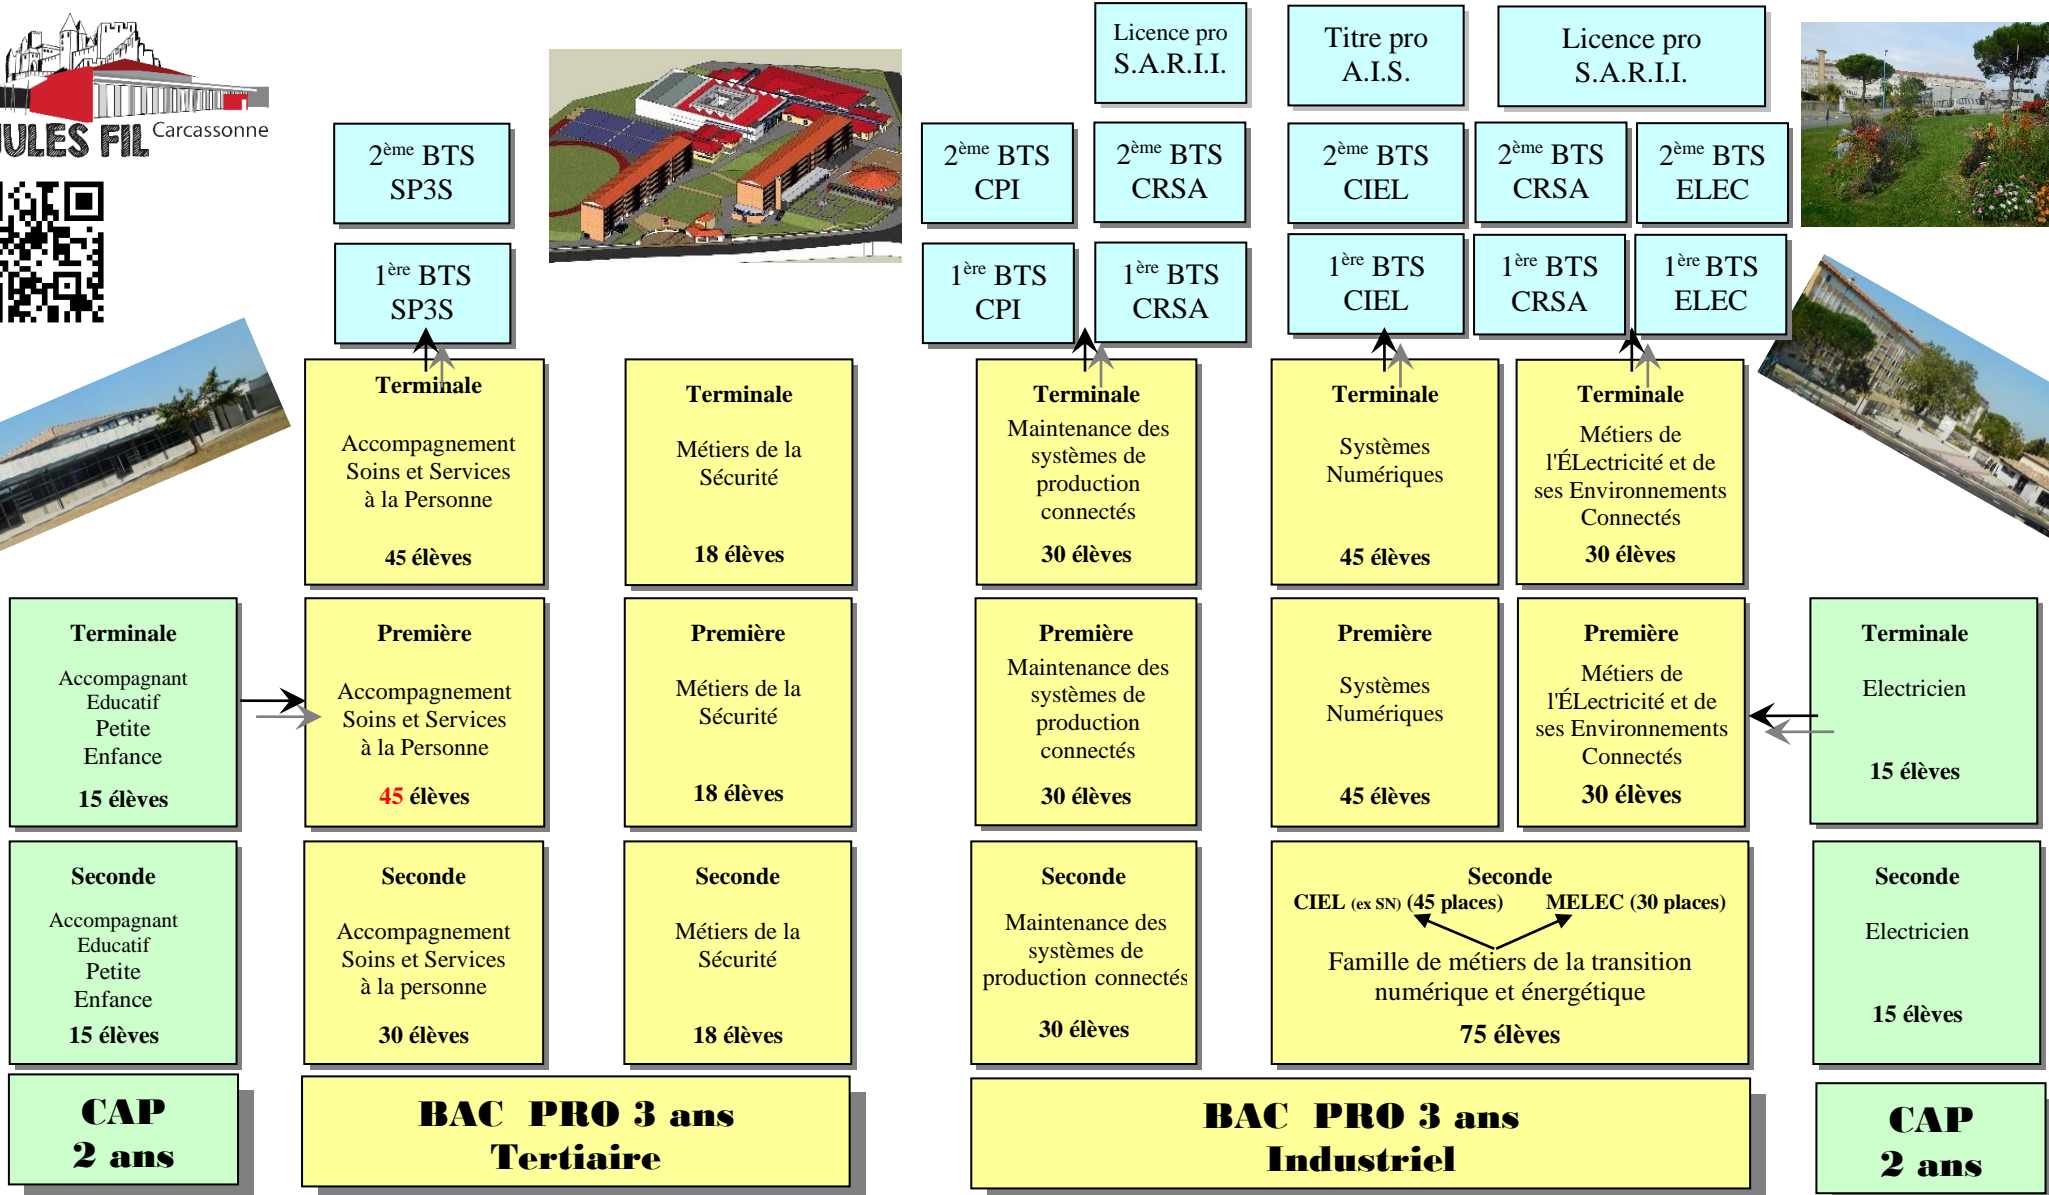 JULES FIL Carcassonne
Licence pro
S.A.R.I.I.
Titre pro
A.I.S.
Licence pro
S.A.R.I.I.
2ème BTS
SP3S
2ème BTS
CPI
2ème BTS
CRSA
2ème BTS
CIEL
2ème BTS
CRSA
2ème BTS
ELEC
1ère BTS
SP3S
1ère BTS
CPI
1ère BTS
CRSA
1ère BTS
CIEL
1ère BTS
CRSA
1ère BTS
ELEC
Terminale
Accompagnement
Soins et Services
à la Personne
45 élèves
Terminale
Métiers de la
Sécurité
18 élèves
Terminale
Maintenance des
systèmes de
production
connectés
30 élèves
Terminale
Systèmes
Numériques
45 élèves
Terminale
Métiers de
l'ÉLectricité et de
ses Environnements
Connectés
30 élèves
Terminale
Accompagnant
Educatif
Petite
Enfance
15 élèves
Première
Accompagnement
Soins et Services
à la Personne
45 élèves
Première
Métiers de la
Sécurité
18 élèves
Première
Maintenance des
systèmes de
production
connectés
30 élèves
Première
Systèmes
Numériques
45 élèves
Première
Métiers de
l'ÉLectricité et de
ses Environnements
Connectés
30 élèves
Terminale
Electricien
15 élèves
Seconde
Accompagnant
Educatif
Petite
Enfance
15 élèves
Seconde
Accompagnement
Soins et Services
à la personne
30 élèves
Seconde
Métiers de la
Sécurité
18 élèves
Seconde
Maintenance des
systèmes de
production connectés
30 élèves
Seconde
CIEL (ex SN) (45 places) MELEC (30 places)
Famille de métiers de la transition
numérique et énergétique
75 élèves
Seconde
Electricien
15 élèves
CAP
2 ans
BAC PRO 3 ans
Tertiaire
BAC PRO 3 ans
Industriel
CAP
2 ans